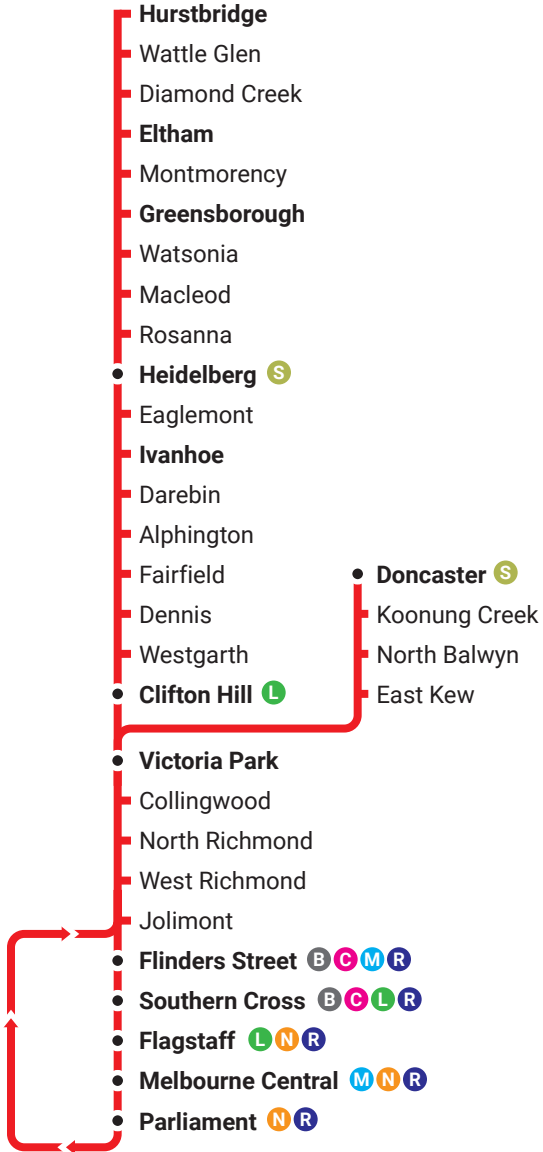 Hurstbridge
Wattle Glen
Diamond Creek
Eltham
Montmorency
Greensborough
Watsonia
Macleod
Rosanna
Heidelberg S
Eaglemont
Ivanhoe
Darebin
Alphington
Fairfield
Dennis
Westgarth
Clifton Hill L
Doncaster S
Koonung Creek
North Balwyn
East Kew
Victoria Park
Collingwood
North Richmond
West Richmond
Jolimont
Flinders Street B C M R
Southern Cross B C L R
Flagstaff L N R
Melbourne Central M N R
Parliament N R